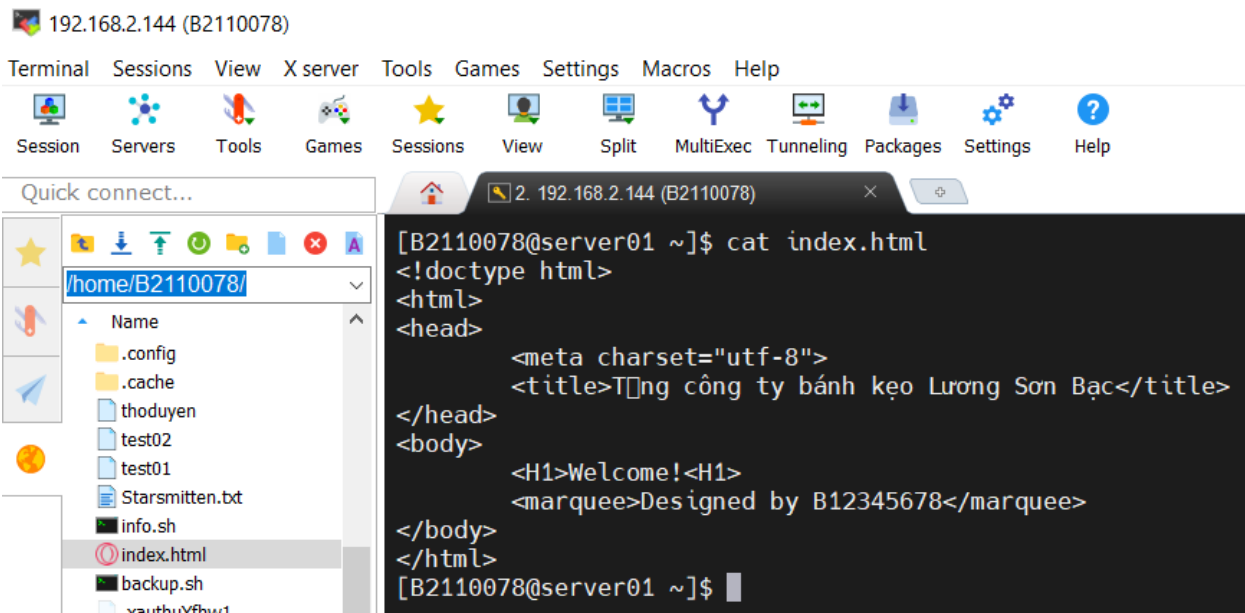 192.168.2.144 (B2110078)
Terminal Sessions View X server Tools Games Settings Macros Help
Session Servers Tools Games Sessions View Split MultiExec Tunneling Packages Settings Help
Quick connect...
2. 192.168.2.144 (B2110078)
/home/B2110078/
Name
.config
.cache
thoduyen
test02
test01
Starsmitten.txt
info.sh
index.html
backup.sh
[B2110078@server01 ~]$ cat index.html
<!doctype html>
<html>
<head>
<meta charset="utf-8">
<title>T▯ng công ty bánh kẹo Lương Sơn Bạc</title>
</head>
<body>
<H1>Welcome!<H1>
<marquee>Designed by B12345678</marquee>
</body>
</html>
[B2110078@server01 ~]$